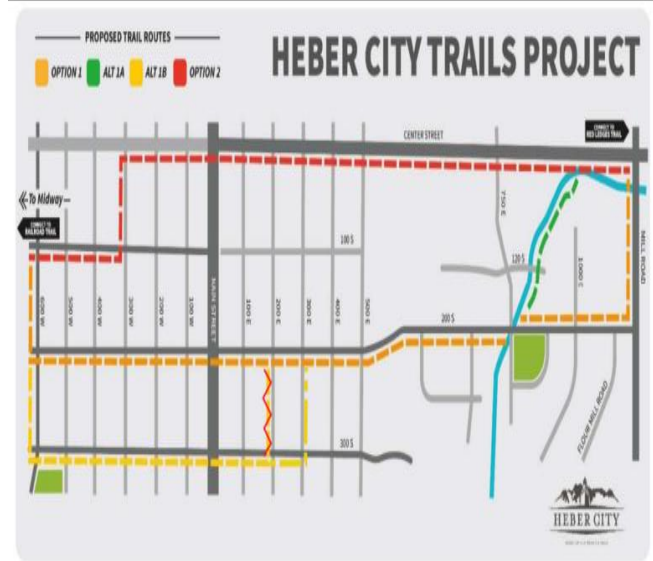 PROPOSED TRAIL ROUTES
OPTION 1
ALT 1A
ALT 1B
OPTION 2
HEBER CITY TRAILS PROJECT
CENTER STREET
CONNECT TO
RED LEDGES TRAIL
To Midway
CONNECT TO
RAILROAD TRAIL
100 S
750 E
120 S
1000 E
MILL ROAD
600 W
500 W
400 W
300 W
200 W
100 W
MAIN STREET
100 E
200 E
300 E
400 E
500 E
200 S
300 S
FLOUR MILL ROAD
HEBER CITY